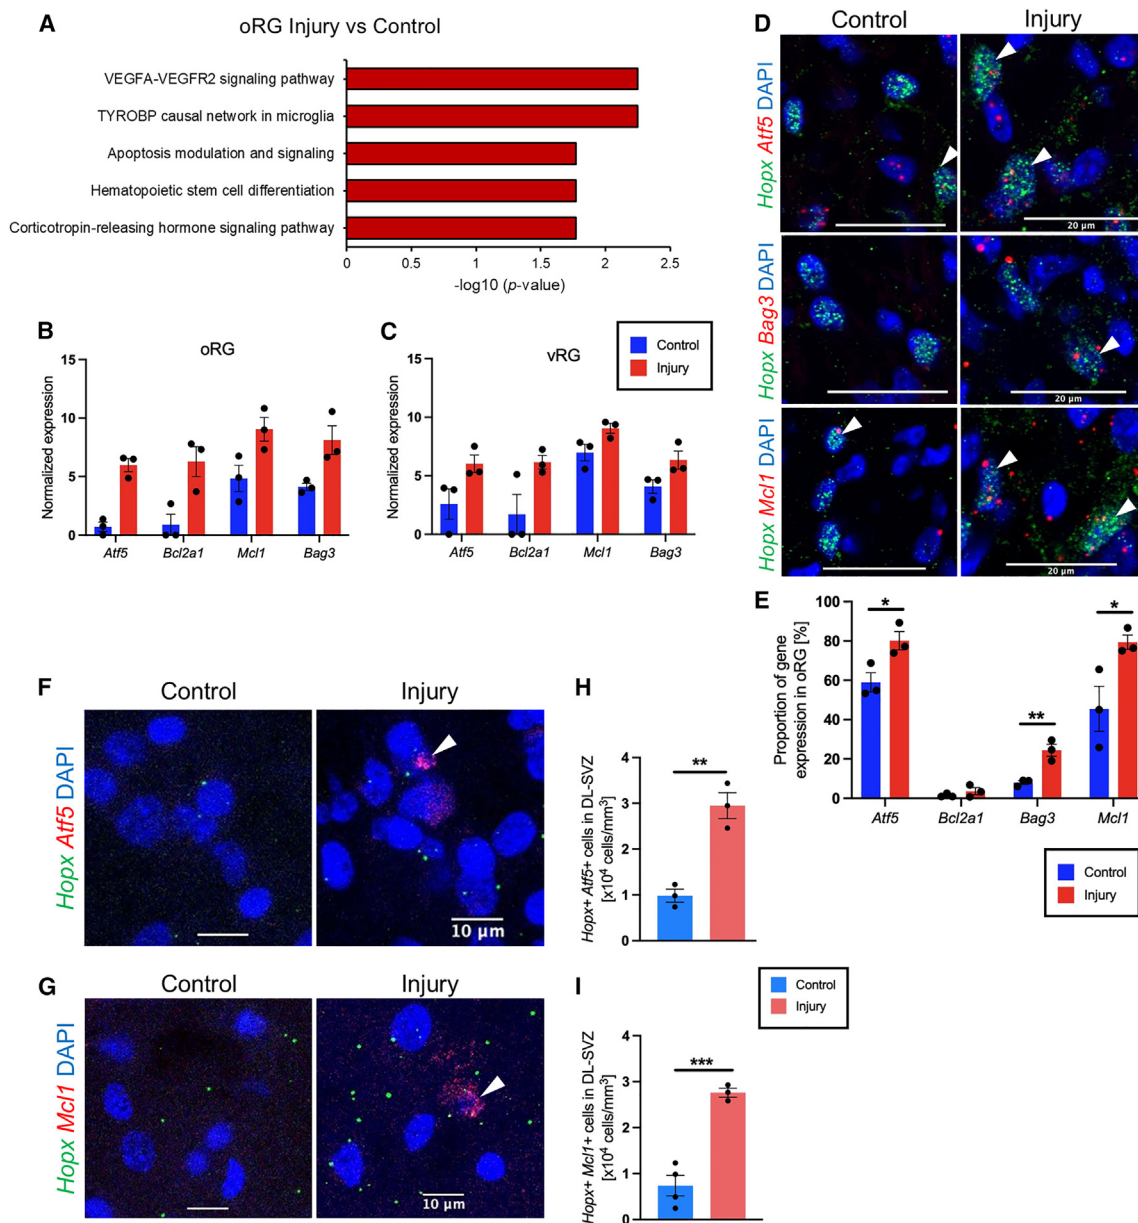 A
oRG Injury vs Control
VEGFA-VEGFR2 signaling pathway
TYROBP causal network in microglia
Apoptosis modulation and signaling
Hematopoietic stem cell differentiation
Corticotropin-releasing hormone signaling pathway
0 0.5 1 1.5 2 2.5
-log10 (p-value)
B
oRG
Normalized expression
15
10
5
0
Atf5 Bcl2a1 Mcl1 Bag3
C
vRG
Control
Injury
Normalized expression
15
10
5
0
Atf5 Bcl2a1 Mcl1 Bag3
D
Control Injury
Hopx Atf5 DAPI
20 µm
Hopx Bag3 DAPI
20 µm
Hopx Mcl1 DAPI
20 µm
E
Proportion of gene
expression in oRG [%]
100
80
60
40
20
0
* ** *
Atf5 Bcl2a1 Bag3 Mcl1
Control
Injury
F
Control Injury
Hopx Atf5 DAPI
10 µm
G
Control Injury
Hopx Mcl1 DAPI
10 µm
H
Hopx+ Atf5+ cells in DL-SVZ
[x10⁴ cells/mm³]
4
3
2
1
0
**
Control
Injury
I
Hopx+ Mcl1+ cells in DL-SVZ
[x10⁴ cells/mm³]
4
3
2
1
0
***